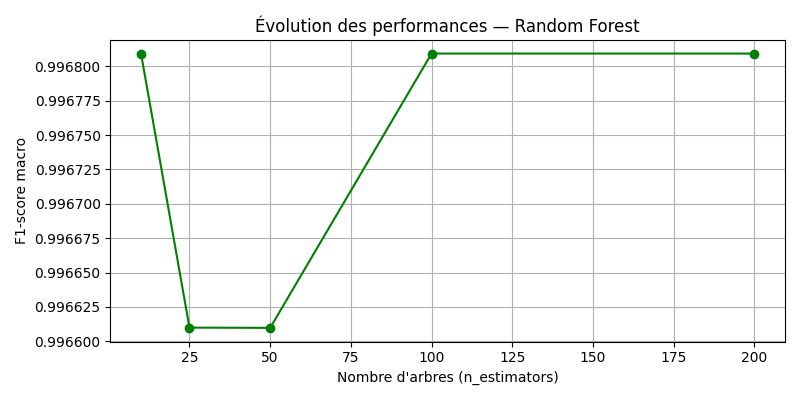 Évolution des performances — Random Forest
F1-score macro
0.996800
0.996775
0.996750
0.996725
0.996700
0.996675
0.996650
0.996625
0.996600
25 50 75 100 125 150 175 200
Nombre d'arbres (n_estimators)